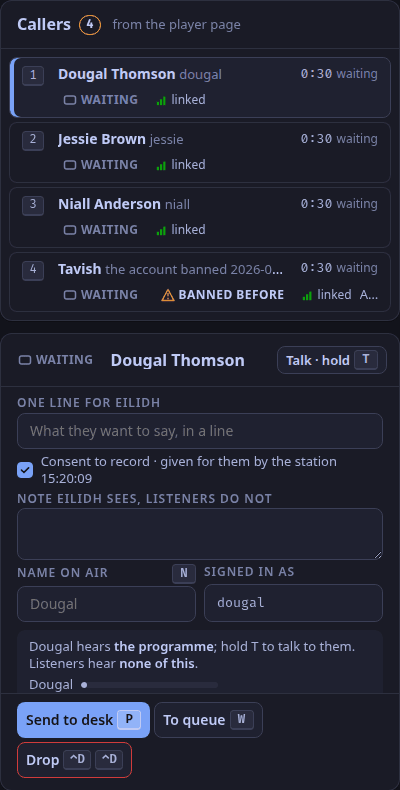 Callers 4 from the player page
1 Dougal Thomson dougal 0:30 waiting
WAITING linked
2 Jessie Brown jessie 0:30 waiting
WAITING linked
3 Niall Anderson niall 0:30 waiting
WAITING linked
4 Tavish the account banned 2026-0... 0:30 waiting
WAITING BANNED BEFORE linked A...
WAITING Dougal Thomson Talk · hold T
ONE LINE FOR EILIDH
What they want to say, in a line
Consent to record · given for them by the station
15:20:09
NOTE EILIDH SEES, LISTENERS DO NOT
NAME ON AIR N SIGNED IN AS
Dougal dougal
Dougal hears the programme; hold T to talk to them.
Listeners hear none of this.
Dougal
Send to desk P To queue W
Drop ^D ^D